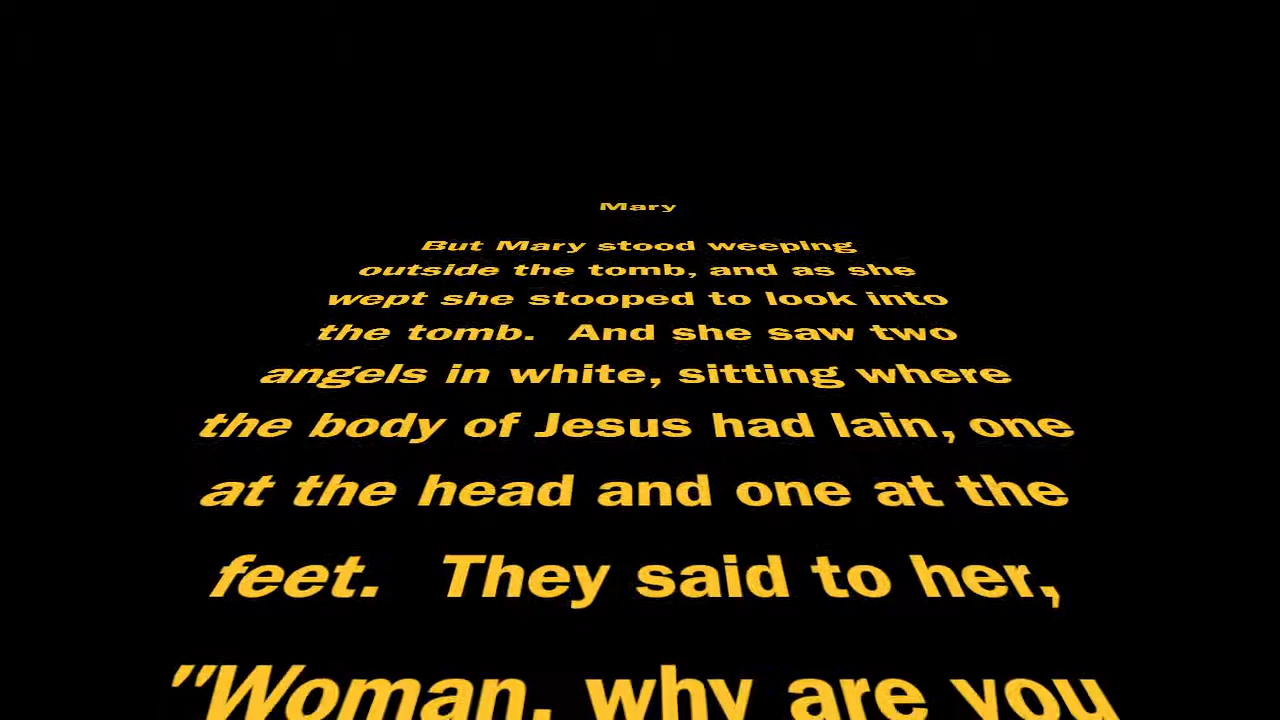 Mary
But Mary stood weeping
outside the tomb, and as she
wept she stooped to look into
the tomb.  And she saw two
angels in white, sitting where
the body of Jesus had lain, one
at the head and one at the
feet.  They said to her,
"Woman, why are you